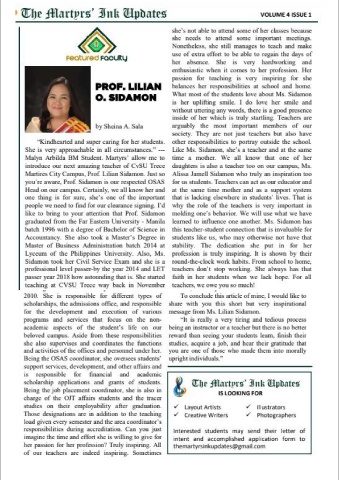 The Martyrs' Ink Updates
VOLUME 4 ISSUE 1
Featured Faculty
PROF. LILIAN
O. SIDAMON
by Sheina A. Sala
"Kindhearted and super caring for her students.
She is very approachable in all circumstances." —
Malyn Arbilda BM Student. Martyrs' allow me to
introduce our next amazing teacher of CvSU Trece
Martires City Campus, Prof. Lilian Sidamon. Just so
you're aware, Prof. Sidamon is our respected OSAS
Head on our campus. Certainly, we all know her and
one thing is for sure, she's one of the important
people we need to find for our clearance signing. I'd
like to bring to your attention that Prof. Sidamon
graduated from the Far Eastern University - Manila
batch 1996 with a degree of Bachelor of Science in
Accountancy. She also took a Master's Degree in
Master of Business Administration batch 2014 at
Lyceum of the Philippines University. Also, Ms.
Sidamon took her Civil Service Exam and she is a
professional level passer-by the year 2014 and LET
passer year 2018 how astounding that is. She started
teaching at CVSU Trece way back in November
2010. She is responsible for different types of
scholarships, the admissions office, and responsible
for the development and execution of various
programs and services that focus on the non-
academic aspects of the student's life on our
beloved campus. Aside from these responsibilities
she also supervises and coordinates the functions
and activities of the offices and personnel under her.
Being the OSAS coordinator, she oversees students'
support services, development, and other affairs and
is responsible for financial and academic
scholarship applications and grants of students.
Being the job placement coordinator, she is also in
charge of the OJT affairs students and the tracer
studies on their employability after graduation.
Those designations are in addition to the teaching
load given every semester and the area coordinator's
responsibilities during accreditation. Can you just
imagine the time and effort she is willing to give for
her passion for her profession? Truly inspiring. All
of our teachers are indeed inspiring. Sometimes
she's not able to attend some of her classes because
she needs to attend some important meetings.
Nonetheless, she still manages to teach and make
use of extra effort to be able to regain the days of
her absence. She is very hardworking and
enthusiastic when it comes to her profession. Her
passion for teaching is very inspiring for she
balances her responsibilities at school and home.
What most of the students love about Ms. Sidamon
is her uplifting smile. I do love her smile and
without uttering any words, there is a good presence
inside of her which is truly startling. Teachers are
arguably the most important members of our
society. They are not just teachers but also have
other responsibilities to portray outside the school.
Like Ms. Sidamon, she's a teacher and at the same
time a mother. We all know that one of her
daughters is also a teacher too on our campus, Ms.
Alissa Jamell Sidamon who truly an inspiration too
for us students. Teachers can act as our educator and
at the same time mother and as a support system
that is lacking elsewhere in students' lives. That is
why the role of the teachers is very important in
molding one's behavior. We will use what we have
learned to influence one another. Ms. Sidamon has
this teacher-student connection that is invaluable for
students like us, who may otherwise not have that
stability. The dedication she put in for her
profession is truly inspiring. It is shown by their
round-the-clock work habits. From school to home,
teachers don't stop working. She always has that
faith in her students when we lack hope. For all
teachers, we owe you so much!
To conclude this article of mine, I would like to
share with you this short but very inspirational
message from Ms. Lilian Sidamon.
"It is really a very tiring and tedious process
being an instructor or a teacher but there is no better
reward than seeing your students learn, finish their
studies, acquire a job, and hear their gratitude that
you are one of those who made them into morally
upright individuals."
The Martyrs' Ink Updates
IS LOOKING FOR
✓ Layout Artists
✓ Creative Writers
✓ Illustrators
✓ Photographers
Interested students may send their letter of
intent and accomplished application form to
themartyrsinkupdates@gmail.com